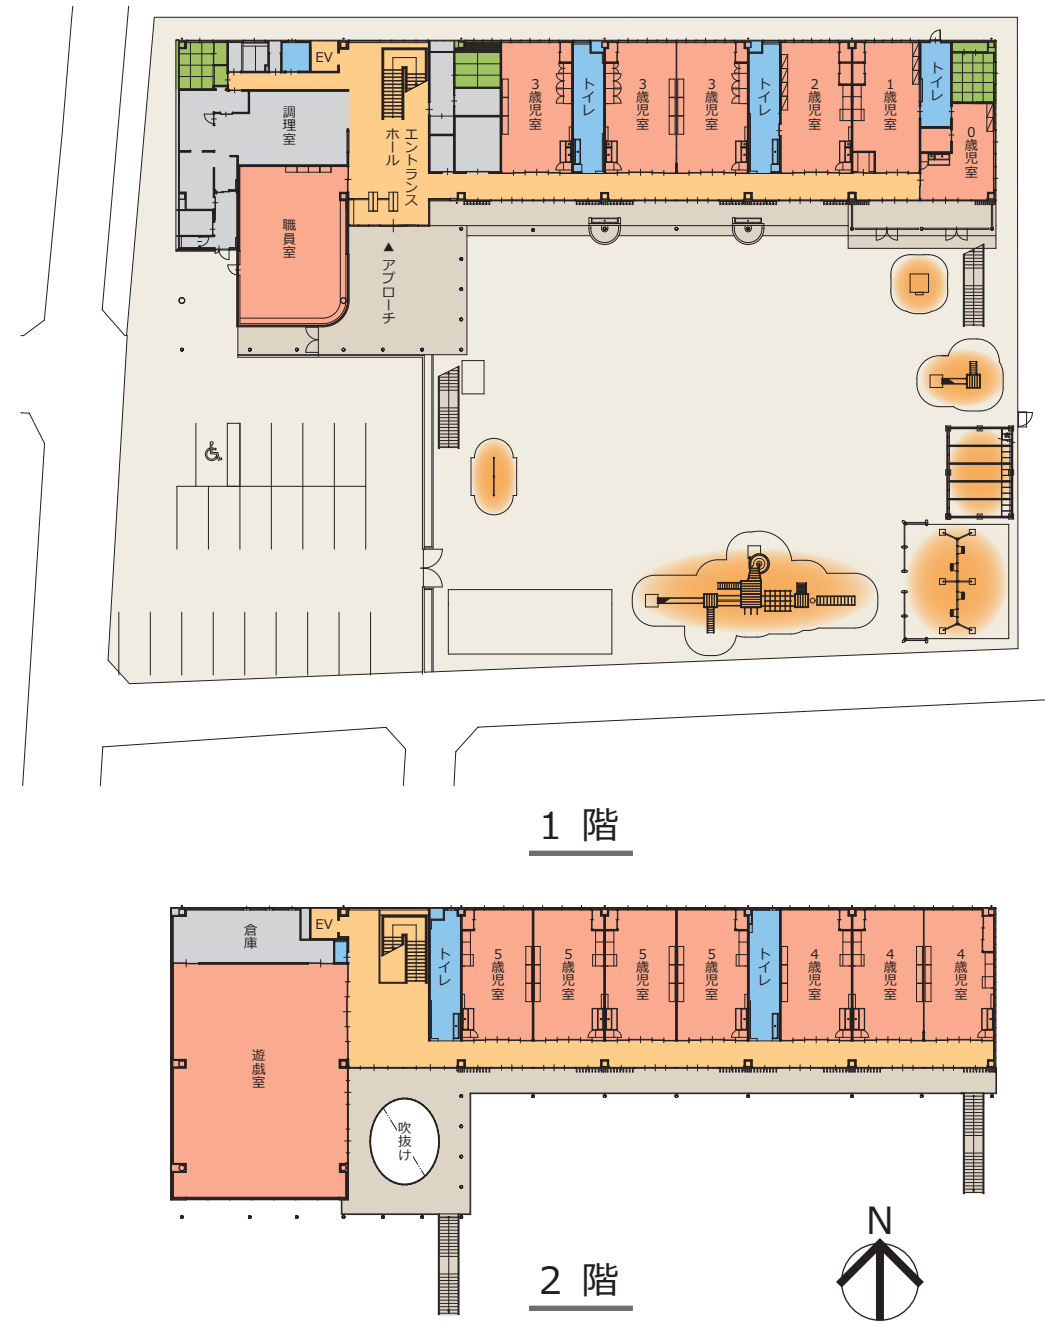 EV
調理室
エントランス
ホール
3歳児室
トイレ
3歳児室
3歳児室
トイレ
2歳児室
1歳児室
トイレ
0歳児室
職員室
▲アプローチ
1 階
倉庫
EV
トイレ
5歳児室
5歳児室
5歳児室
5歳児室
トイレ
4歳児室
4歳児室
4歳児室
遊戯室
吹抜け
N
2 階